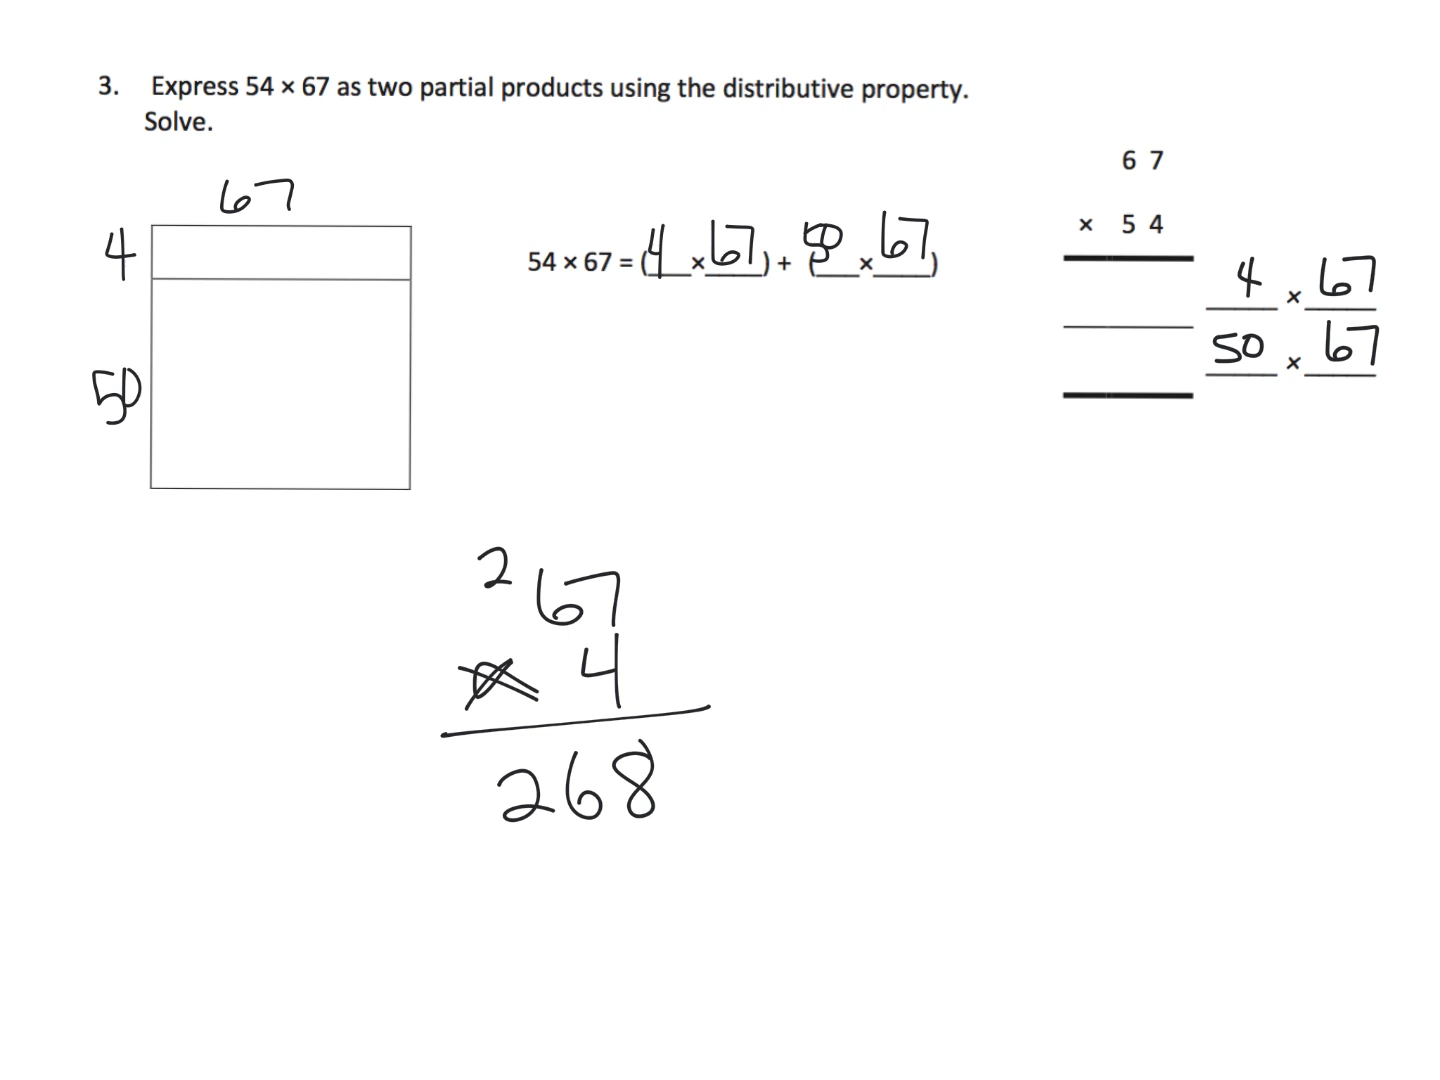 3. Express 54 × 67 as two partial products using the distributive property.
Solve.
67
4
50
54 × 67 = (4 × 67) + (50 × 67)
6 7
× 5 4
4 × 67
50 × 67
2
67
× 4
268